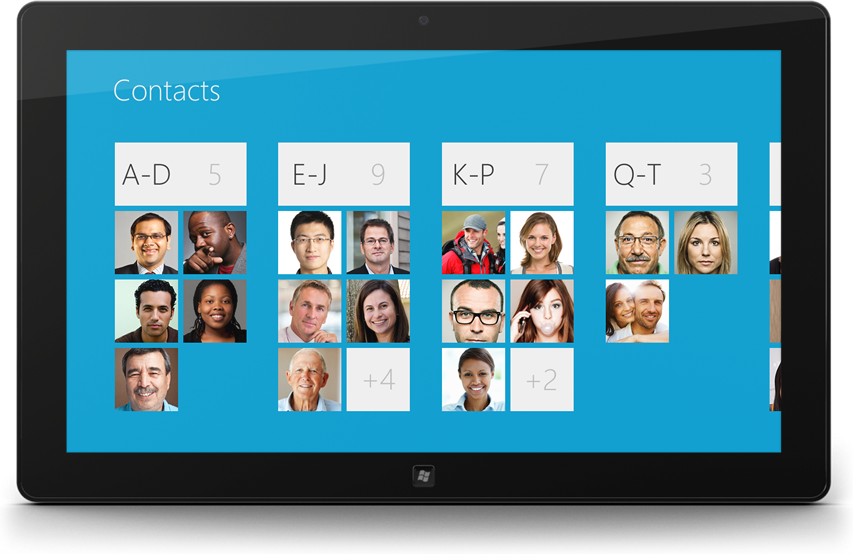 Contacts
A-D 5
E-J 9
K-P 7
Q-T 3
+4
+2